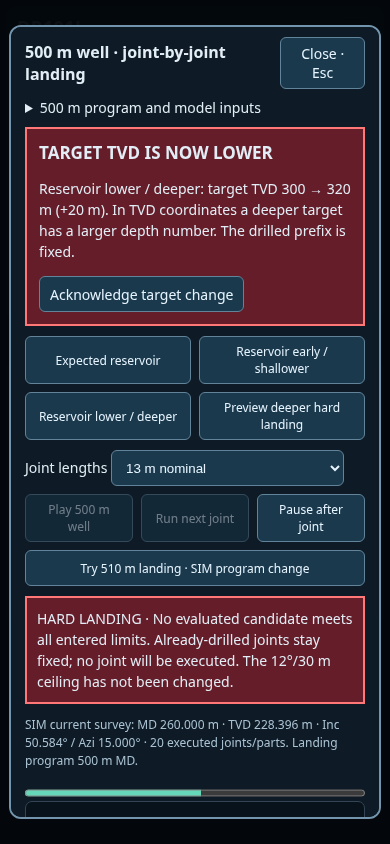 500 m well · joint-by-joint
landing
Close ·
Esc
▶ 500 m program and model inputs
TARGET TVD IS NOW LOWER
Reservoir lower / deeper: target TVD 300 → 320
m (+20 m). In TVD coordinates a deeper target
has a larger depth number. The drilled prefix is
fixed.
Acknowledge target change
Expected reservoir
Reservoir early /
shallower
Reservoir lower / deeper
Preview deeper hard
landing
Joint lengths
13 m nominal
Play 500 m
well
Run next joint
Pause after
joint
Try 510 m landing · SIM program change
HARD LANDING · No evaluated candidate meets
all entered limits. Already-drilled joints stay
fixed; no joint will be executed. The 12°/30 m
ceiling has not been changed.
SIM current survey: MD 260.000 m · TVD 228.396 m · Inc
50.584° / Azi 15.000° · 20 executed joints/parts. Landing
program 500 m MD.